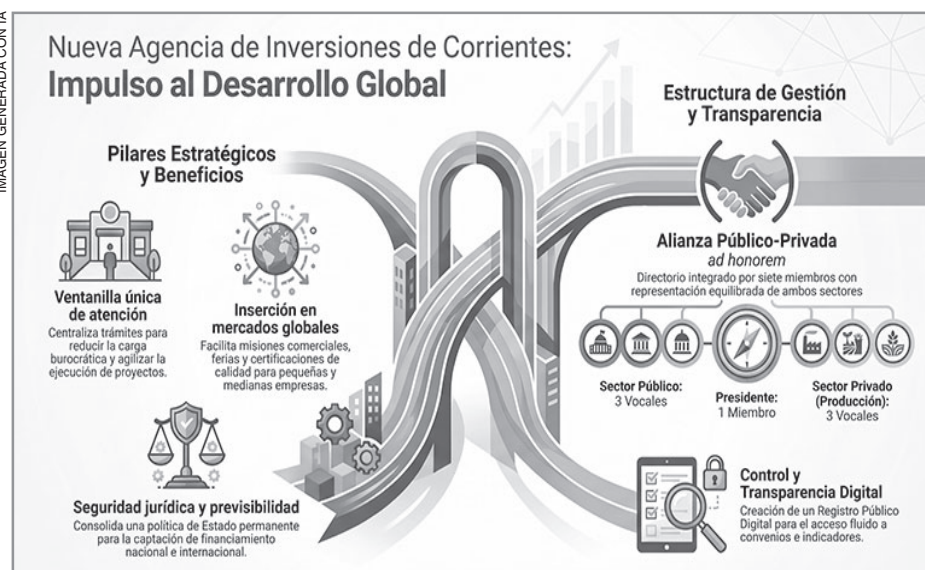 IMAGEN GENERADA CON IA
Nueva Agencia de Inversiones de Corrientes:
Impulso al Desarrollo Global
Pilares Estratégicos
y Beneficios
Ventanilla única
de atención
Centraliza trámites para
reducir la carga
burocrática y agilizar la
ejecución de proyectos.
Inserción en
mercados globales
Facilita misiones comerciales,
ferias y certificaciones de
calidad para pequeñas y
medianas empresas.
Seguridad jurídica y previsibilidad
Consolida una política de Estado permanente
para la captación de financiamiento
nacional e internacional.
Estructura de Gestión
y Transparencia
Alianza Público-Privada
ad honorem
Directorio integrado por siete miembros con
representación equilibrada de ambos sectores
Sector Público:
3 Vocales
Presidente:
1 Miembro
Sector Privado
(Producción):
3 Vocales
Control y
Transparencia Digital
Creación de un Registro Público
Digital para el acceso fluido a
convenios e indicadores.